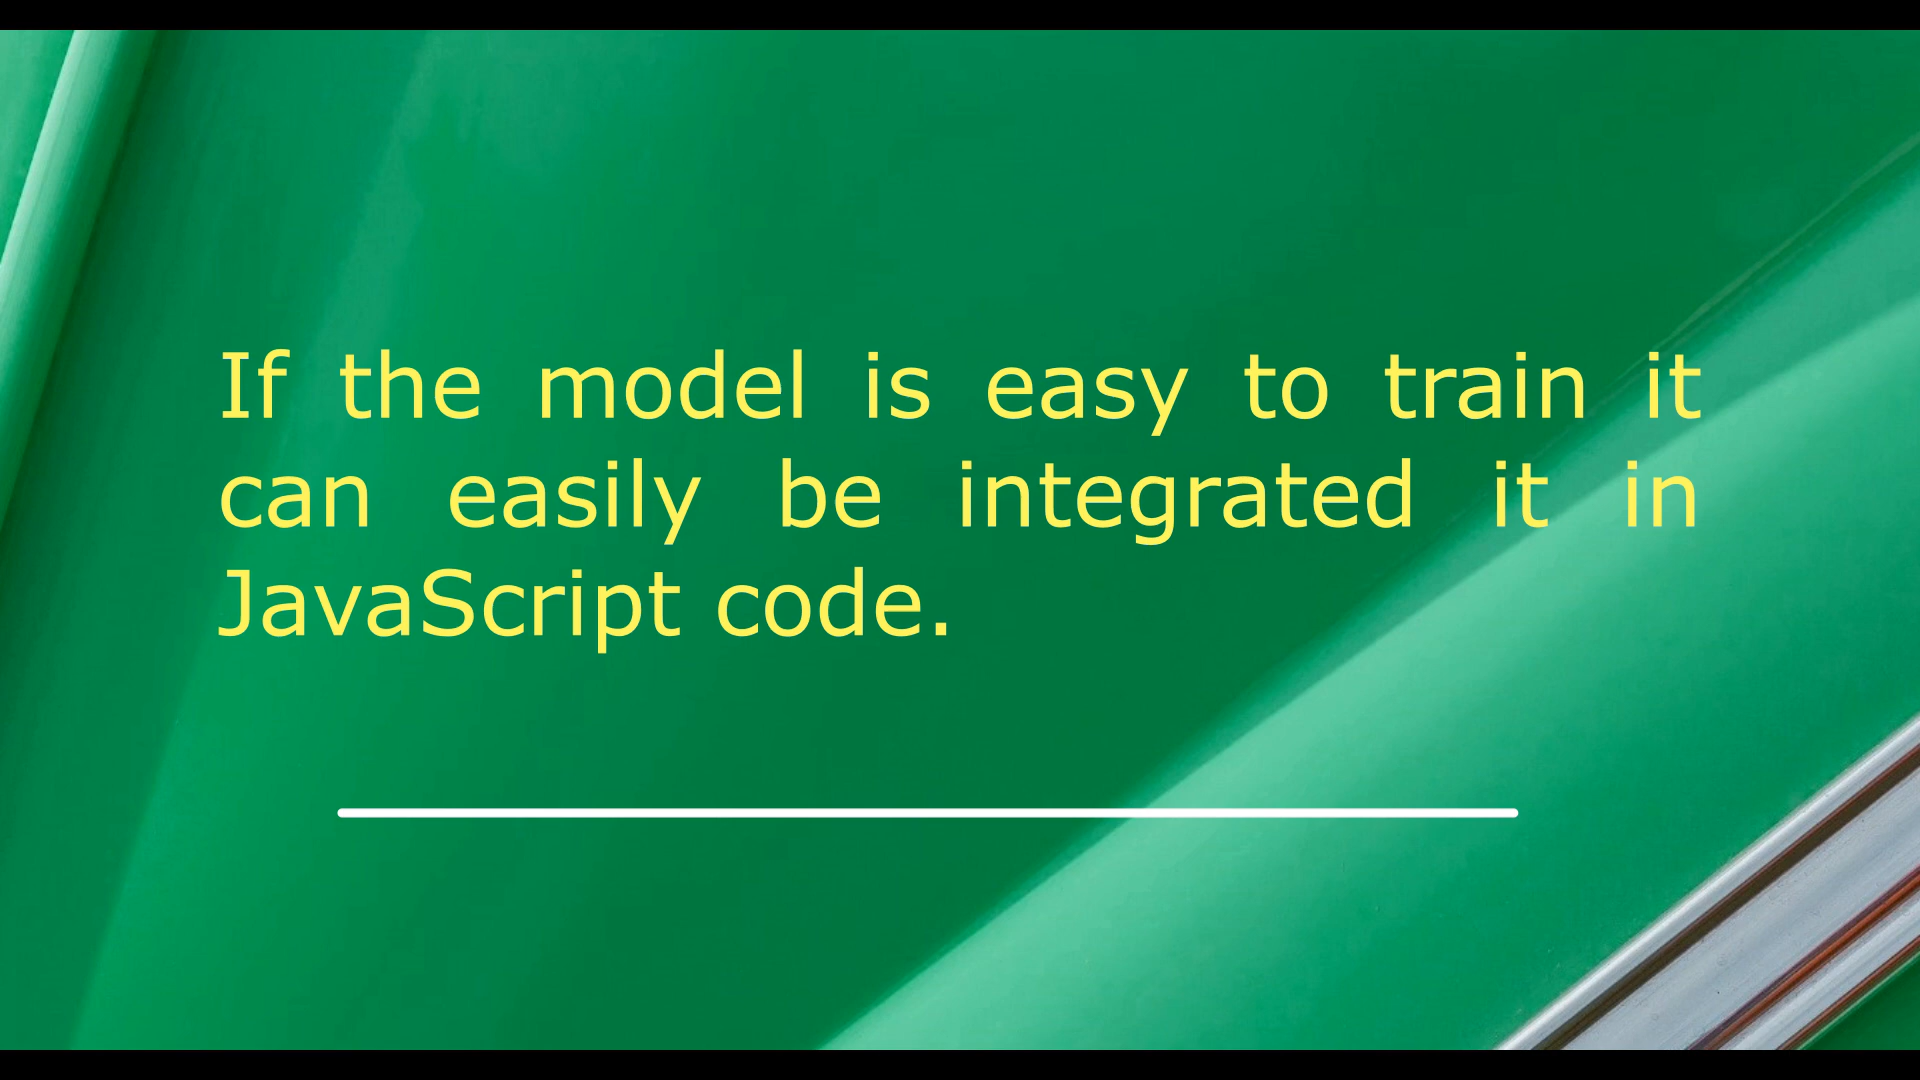 If the model is easy to train it
can easily be integrated it in
JavaScript code.